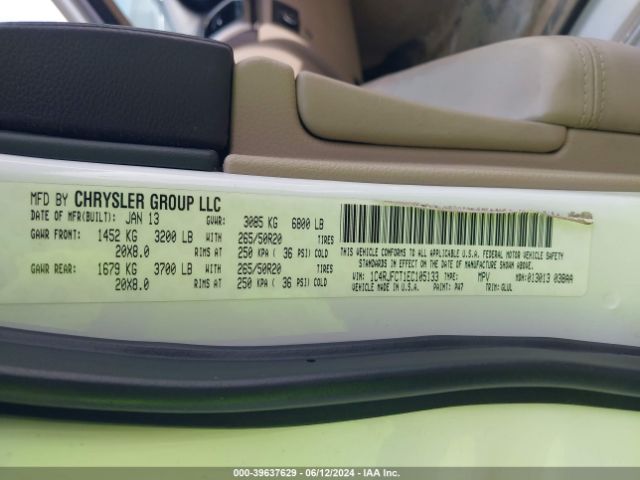 MFD BY CHRYSLER GROUP LLC
DATE OF MFR(BUILT): JAN 13 GVWR: 3085 KG 6800 LB
GAWR FRONT: 1452 KG 3200 LB WITH 265/50R20 TIRES
20X8.0 RIMS AT 250 KPA ( 36 PSI) COLD
GAWR REAR: 1679 KG 3700 LB WITH 265/50R20 TIRES
20X8.0 RIMS AT 250 KPA ( 36 PSI) COLD
THIS VEHICLE CONFORMS TO ALL APPLICABLE U.S.A. FEDERAL MOTOR VEHICLE SAFETY
STANDARDS IN EFFECT ON THE DATE OF MANUFACTURE SHOWN ABOVE.
VIN: 1C4RJFCT1EC105133 TYPE: MPV MDH: 013013 038AA
VEHICLE MADE IN U.S.A. PAINT: PW7 TRIM: GLUL
000-39637629 - 06/12/2024 - IAA Inc.